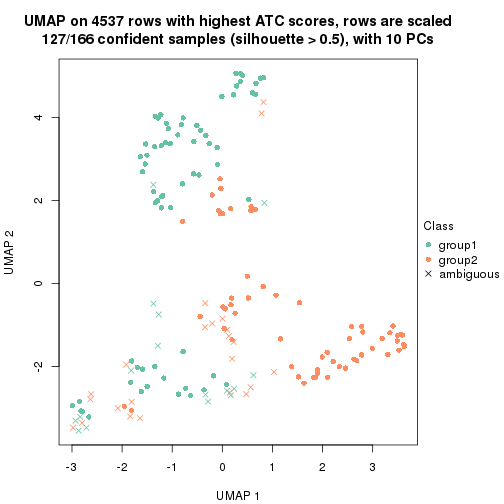 UMAP on 4537 rows with highest ATC scores, rows are scaled
127/166 confident samples (silhouette > 0.5), with 10 PCs
4
2
0
-2
UMAP 2
-3 -2 -1 0 1 2 3
UMAP 1
Class
group1
group2
ambiguous